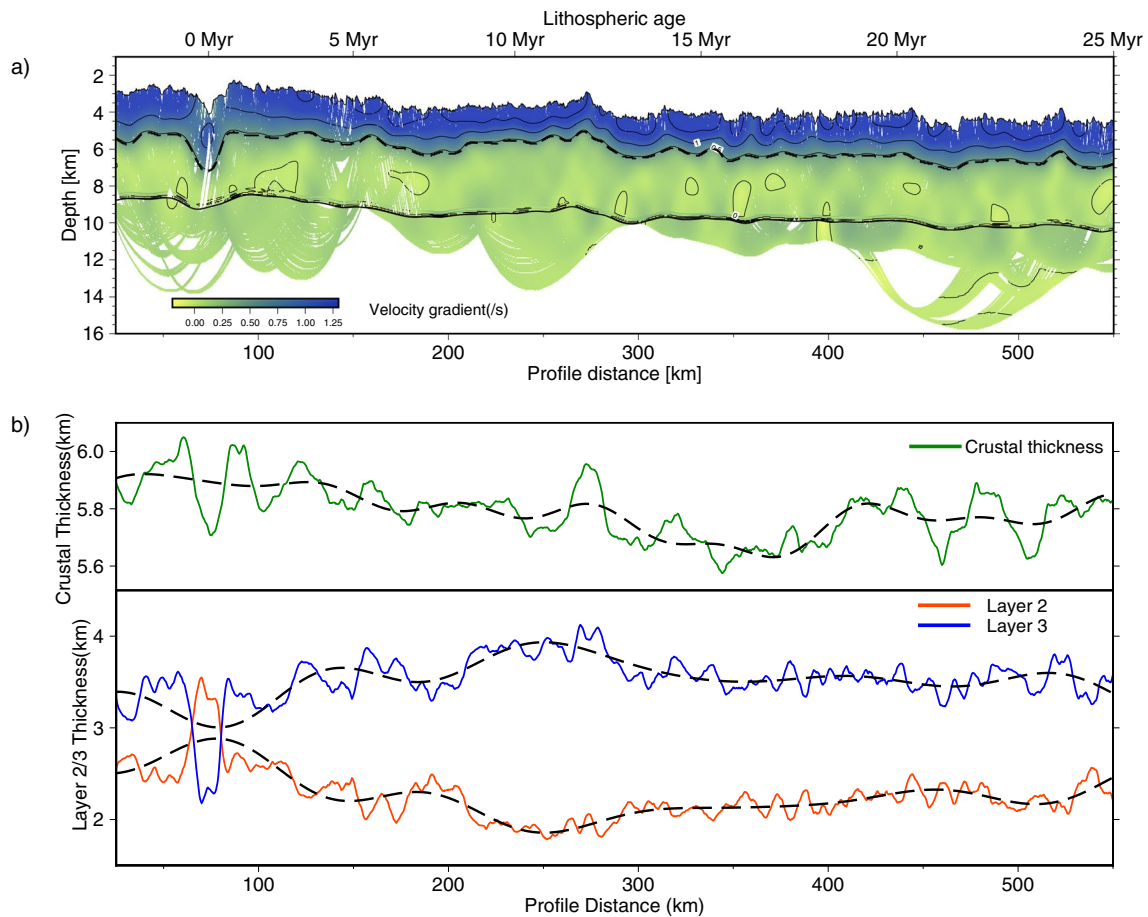 Lithospheric age
0 Myr 5 Myr 10 Myr 15 Myr 20 Myr 25 Myr
a)
Depth [km]
2
4
6
8
10
12
14
16
1
0.5
0
0.00 0.25 0.50 0.75 1.00 1.25
Velocity gradient(/s)
100 200 300 400 500
Profile distance [km]
b)
Crustal Thickness(km)
6.0
5.8
5.6
Crustal thickness
Layer 2/3 Thickness(km)
4
3
2
Layer 2
Layer 3
100 200 300 400 500
Profile Distance (km)